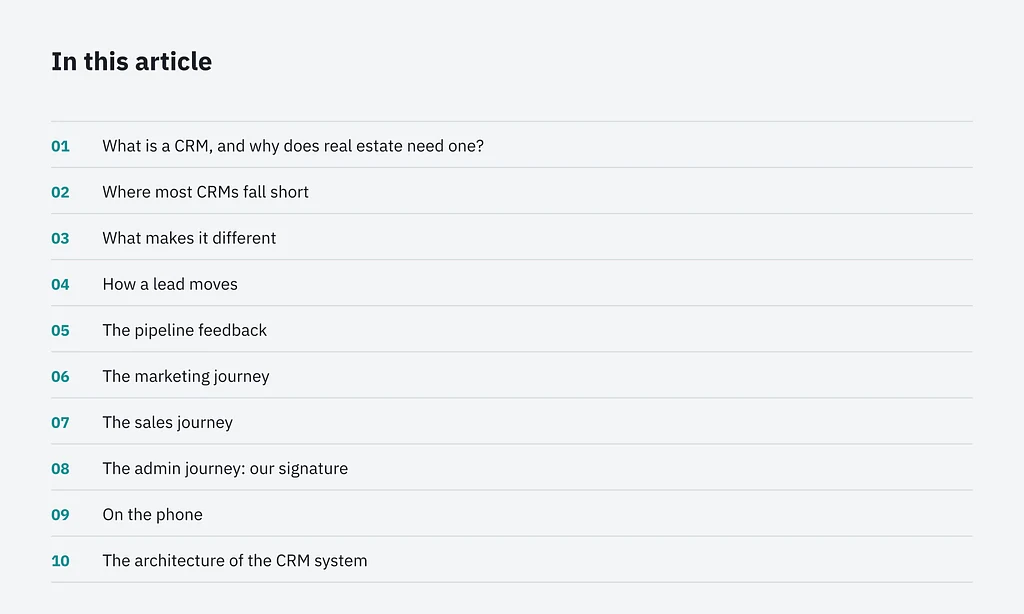 In this article
01 What is a CRM, and why does real estate need one?
02 Where most CRMs fall short
03 What makes it different
04 How a lead moves
05 The pipeline feedback
06 The marketing journey
07 The sales journey
08 The admin journey: our signature
09 On the phone
10 The architecture of the CRM system